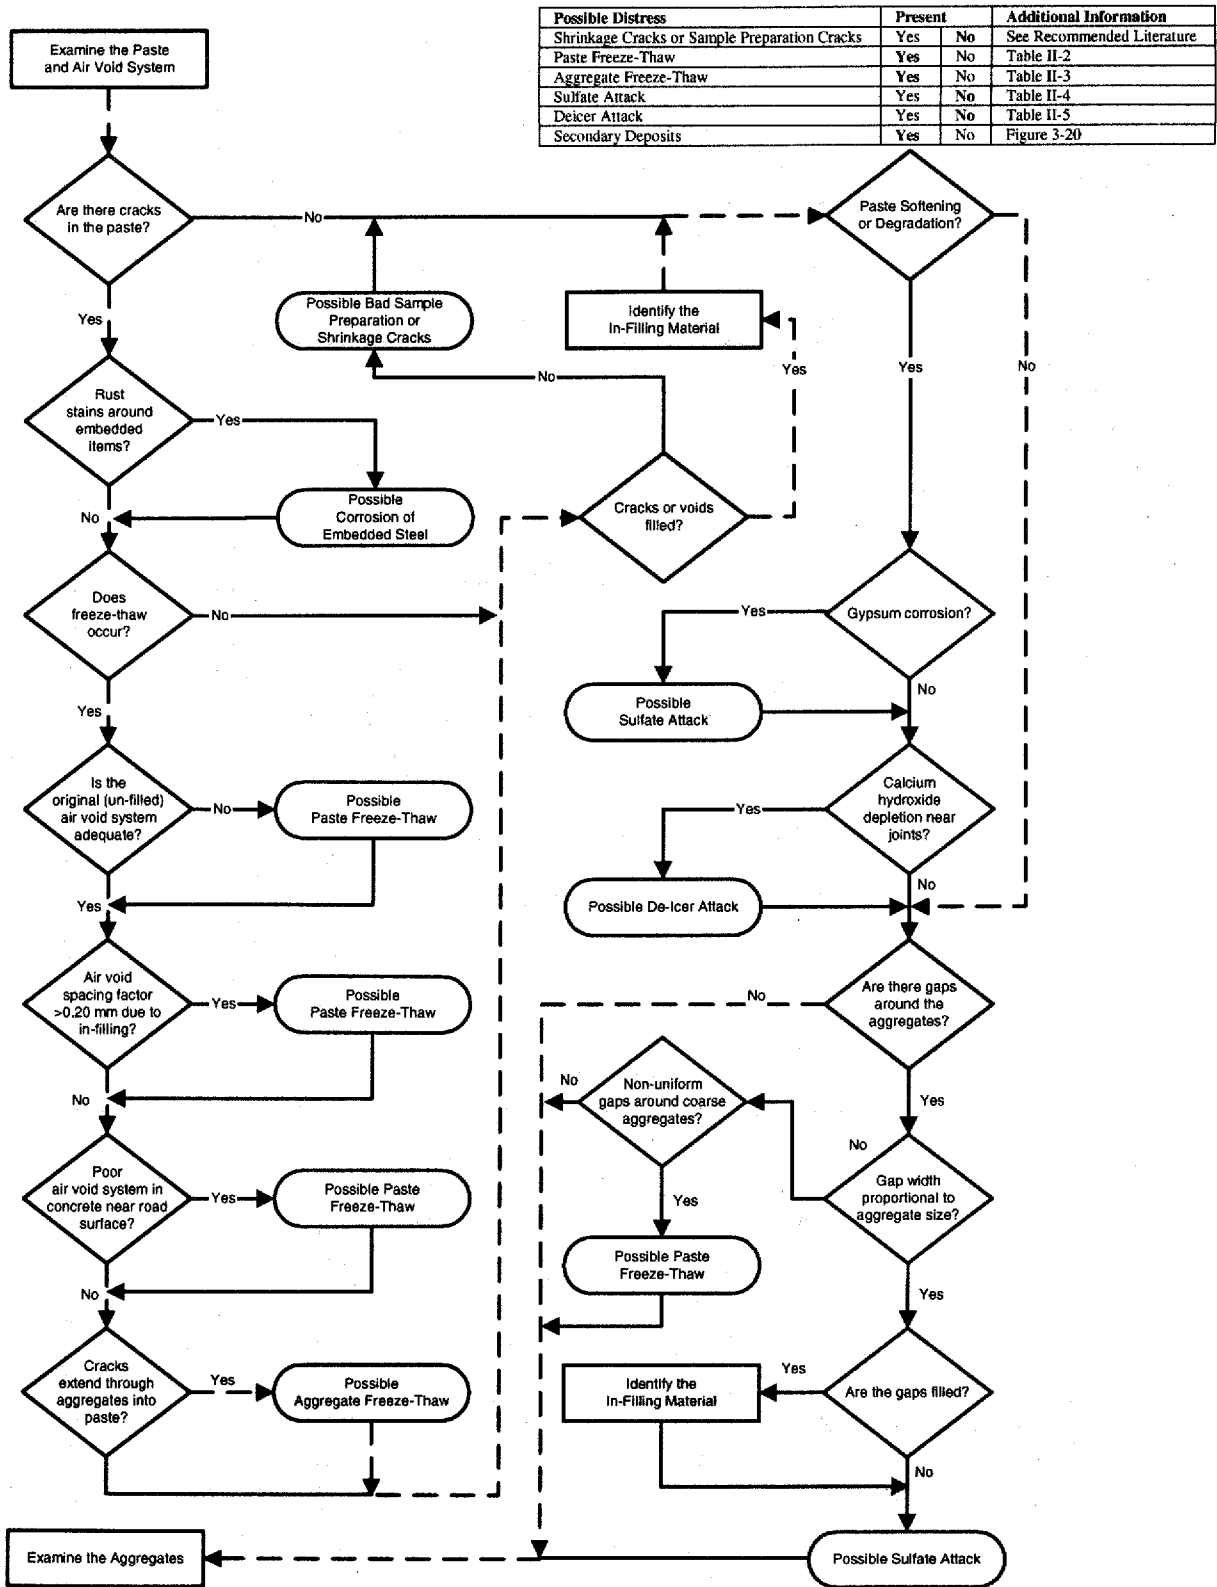 Possible Distress Present Additional Information
Shrinkage Cracks or Sample Preparation Cracks Yes No See Recommended Literature
Paste Freeze-Thaw Yes No Table II-2
Aggregate Freeze-Thaw Yes No Table II-3
Sulfate Attack Yes No Table II-4
Deicer Attack Yes No Table II-5
Secondary Deposits Yes No Figure 3-20
Examine the Paste
and Air Void System
Are there cracks
in the paste?
No
Yes
Rust
stains around
embedded
items?
Yes
No
Possible
Corrosion of
Embedded Steel
Does
freeze-thaw
occur?
No
Yes
Is the
original (un-filled)
air void system
adequate?
No
Possible
Paste Freeze-Thaw
Yes
Air void
spacing factor
>0.20 mm due to
in-filling?
Yes
Possible
Paste Freeze-Thaw
No
Poor
air void system in
concrete near road
surface?
Yes
Possible Paste
Freeze-Thaw
No
Cracks
extend through
aggregates into
paste?
Yes
Possible
Aggregate Freeze-Thaw
Possible Bad Sample
Preparation or
Shrinkage Cracks
No
Cracks or voids
filled?
Yes
Identify the
In-Filling Material
Paste Softening
or Degradation?
Yes
No
Gypsum corrosion?
Yes
Possible
Sulfate Attack
No
Calcium
hydroxide
depletion near
joints?
Yes
Possible De-Icer Attack
No
Are there gaps
around the
aggregates?
No
Yes
Gap width
proportional to
aggregate size?
No
Non-uniform
gaps around coarse
aggregates?
No
Yes
Possible Paste
Freeze-Thaw
Yes
Are the gaps filled?
Yes
Identify the
In-Filling Material
No
Possible Sulfate Attack
Examine the Aggregates